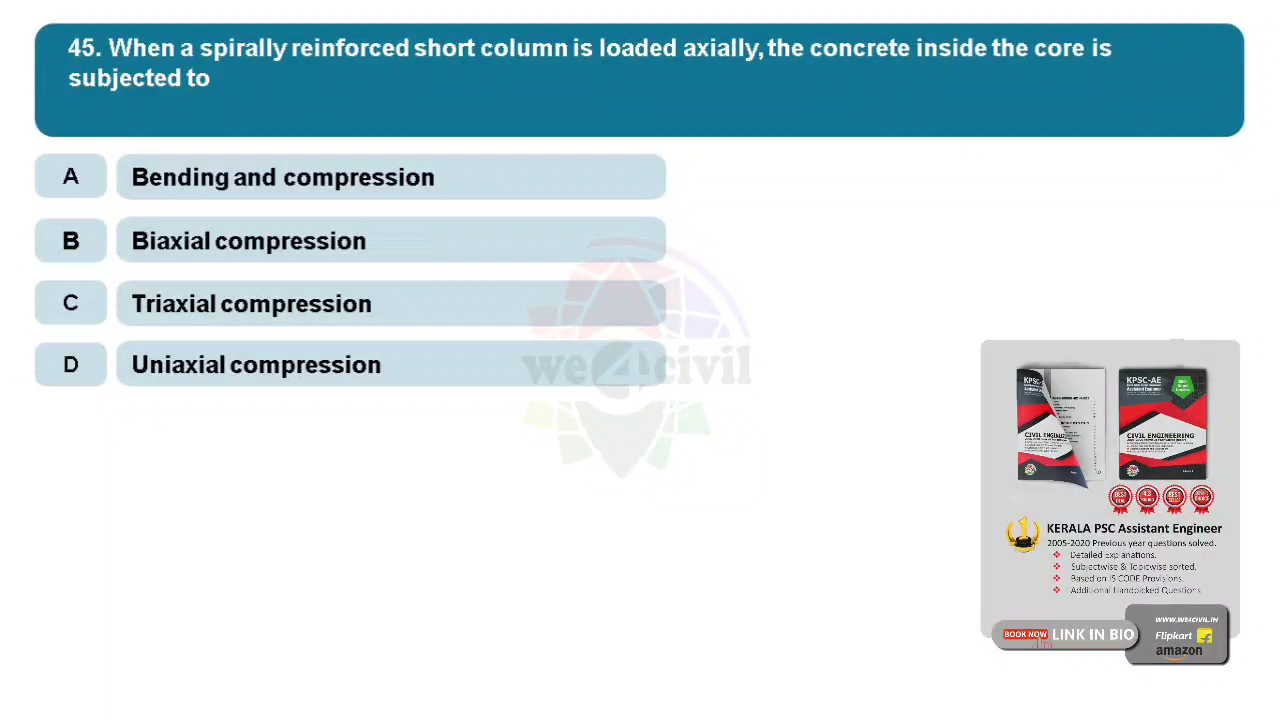 45. When a spirally reinforced short column is loaded axially, the concrete inside the core is
subjected to
A Bending and compression
B Biaxial compression
C Triaxial compression
D Uniaxial compression
we4civil
KPSC-AE
Assistant Engineer
CIVIL ENGINEERING
KERALA PSC Assistant Engineer
2005-2020 Previous year questions solved.
Detailed Explanations.
Subjectwise & Topicwise sorted.
Based on IS CODE Provisions.
Additional Handpicked Questions
WWW.WE4CIVIL.IN
BOOK NOW LINK IN BIO
Flipkart
amazon